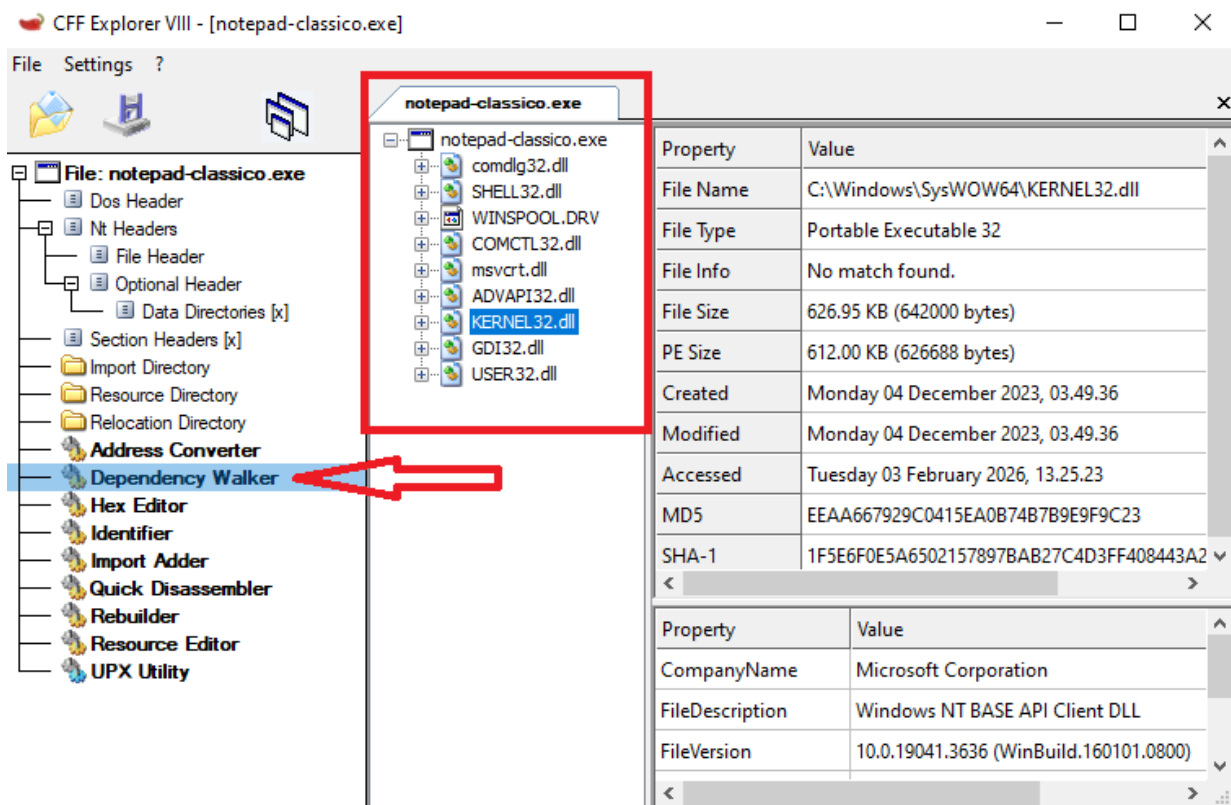 CFF Explorer VIII - [notepad-classico.exe]
File Settings ?
notepad-classico.exe
File: notepad-classico.exe
Dos Header
Nt Headers
File Header
Optional Header
Data Directories [x]
Section Headers [x]
Import Directory
Resource Directory
Relocation Directory
Address Converter
Dependency Walker
Hex Editor
Identifier
Import Adder
Quick Disassembler
Rebuilder
Resource Editor
UPX Utility
notepad-classico.exe
comdlg32.dll
SHELL32.dll
WINSPOOL.DRV
COMCTL32.dll
msvcrt.dll
ADVAPI32.dll
KERNEL32.dll
GDI32.dll
USER32.dll
Property Value
File Name C:\Windows\SysWOW64\KERNEL32.dll
File Type Portable Executable 32
File Info No match found.
File Size 626.95 KB (642000 bytes)
PE Size 612.00 KB (626688 bytes)
Created Monday 04 December 2023, 03.49.36
Modified Monday 04 December 2023, 03.49.36
Accessed Tuesday 03 February 2026, 13.25.23
MD5 EEAA667929C0415EA0B74B7B9E9F9C23
SHA-1 1F5E6F0E5A6502157897BAB27C4D3FF408443A2
Property Value
CompanyName Microsoft Corporation
FileDescription Windows NT BASE API Client DLL
FileVersion 10.0.19041.3636 (WinBuild.160101.0800)